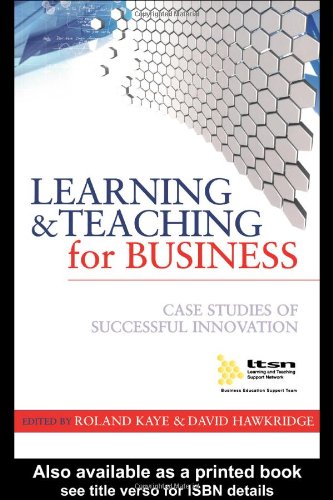 LEARNING
& TEACHING
for BUSINESS
CASE STUDIES OF
SUCCESSFUL INNOVATION
ltsn
Learning and Teaching
Support Network
Business Education Support Team
EDITED BY ROLAND KAYE & DAVID HAWKRIDGE
Also available as a printed book
see title verso for ISBN details